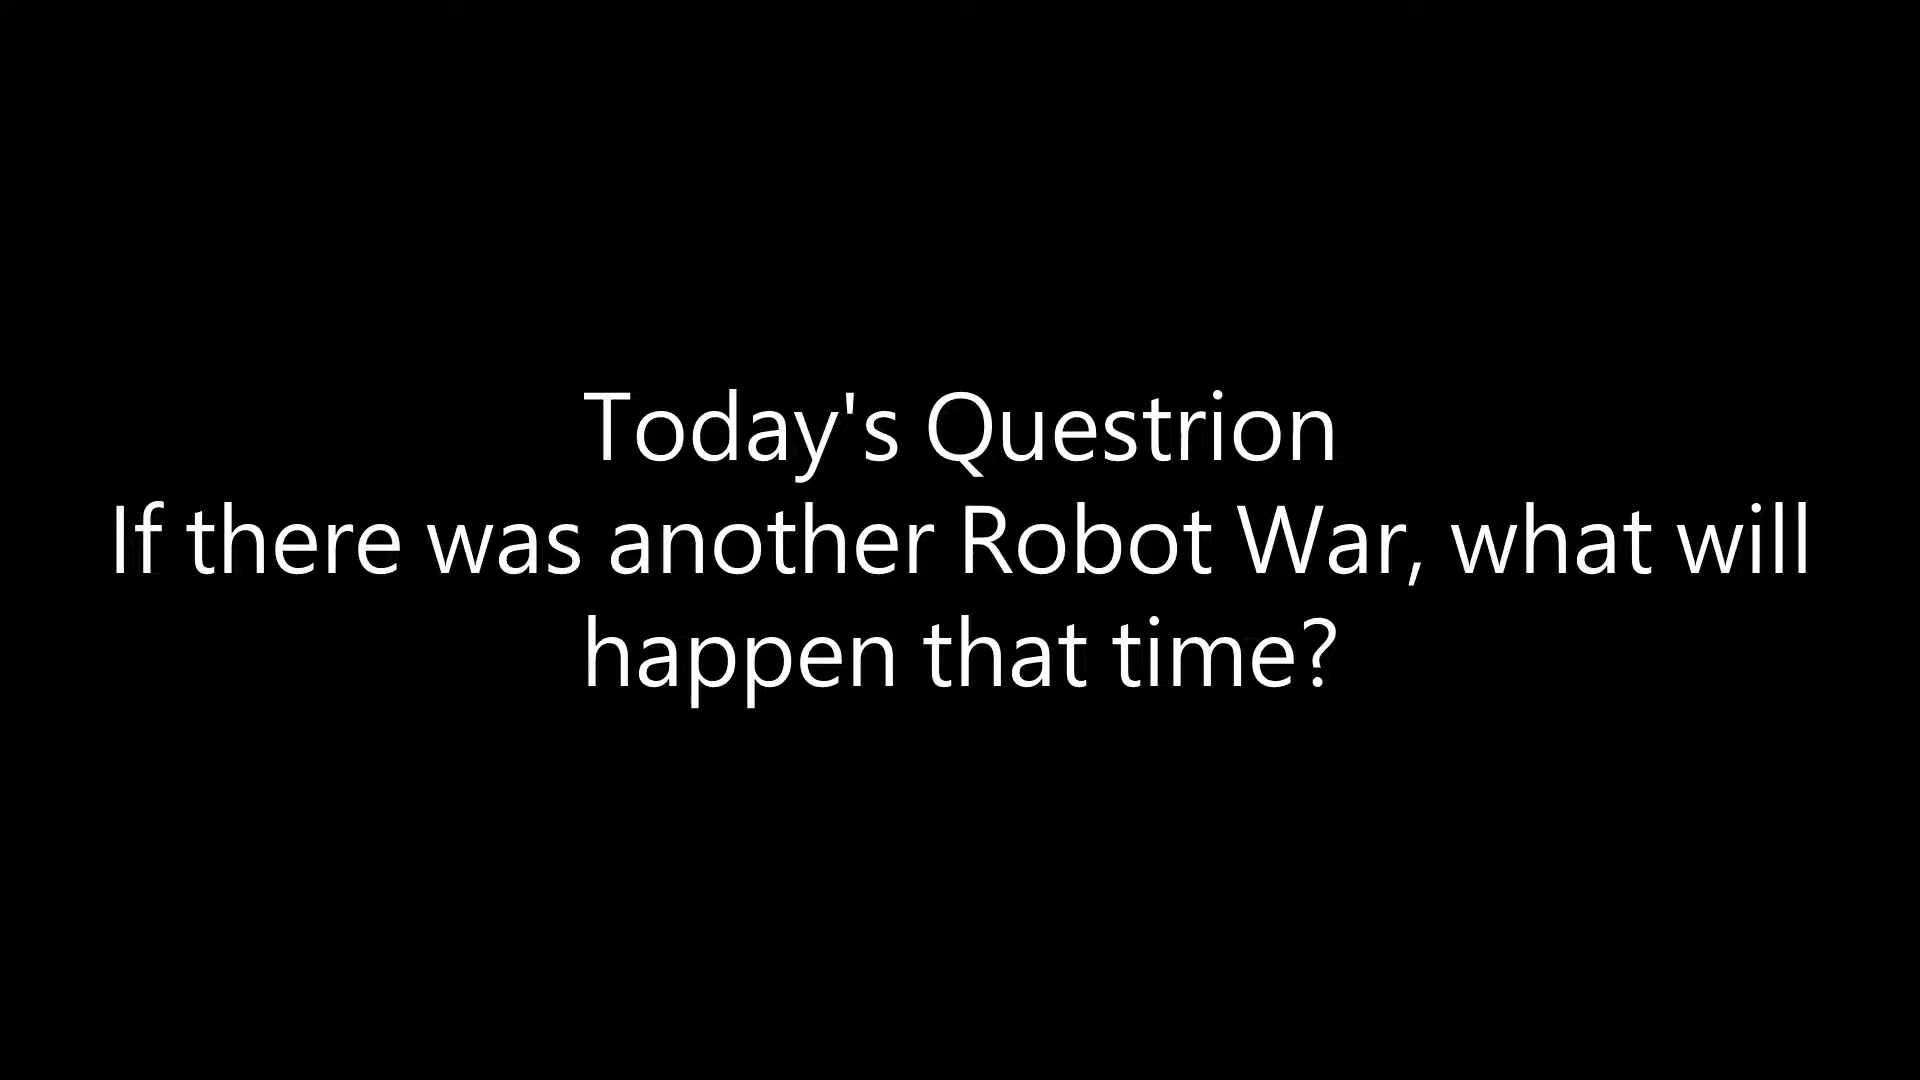 Today's Questrion
If there was another Robot War, what will
happen that time?